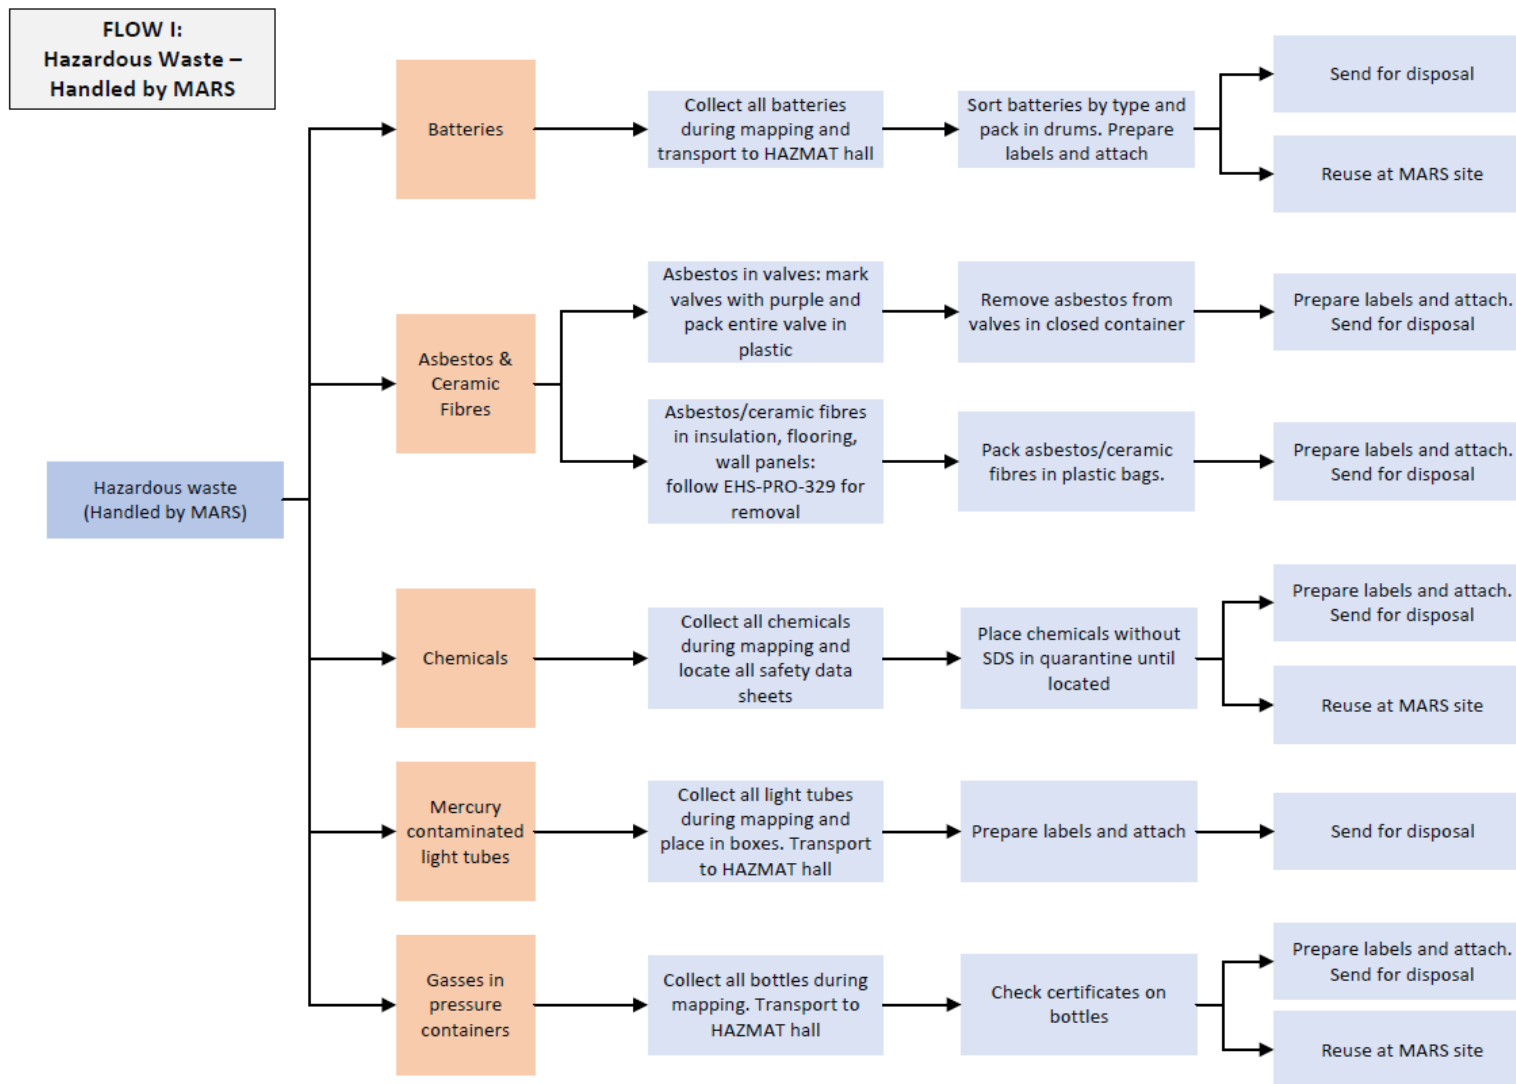 FLOW I:
Hazardous Waste –
Handled by MARS
Hazardous waste
(Handled by MARS)
Batteries
Collect all batteries
during mapping and
transport to HAZMAT hall
Sort batteries by type and
pack in drums. Prepare
labels and attach
Send for disposal
Reuse at MARS site
Asbestos &
Ceramic
Fibres
Asbestos in valves: mark
valves with purple and
pack entire valve in
plastic
Remove asbestos from
valves in closed container
Prepare labels and attach.
Send for disposal
Asbestos/ceramic fibres
in insulation, flooring,
wall panels:
follow EHS-PRO-329 for
removal
Pack asbestos/ceramic
fibres in plastic bags.
Prepare labels and attach.
Send for disposal
Chemicals
Collect all chemicals
during mapping and
locate all safety data
sheets
Place chemicals without
SDS in quarantine until
located
Prepare labels and attach.
Send for disposal
Reuse at MARS site
Mercury
contaminated
light tubes
Collect all light tubes
during mapping and
place in boxes. Transport
to HAZMAT hall
Prepare labels and attach
Send for disposal
Gasses in
pressure
containers
Collect all bottles during
mapping. Transport to
HAZMAT hall
Check certificates on
bottles
Prepare labels and attach.
Send for disposal
Reuse at MARS site